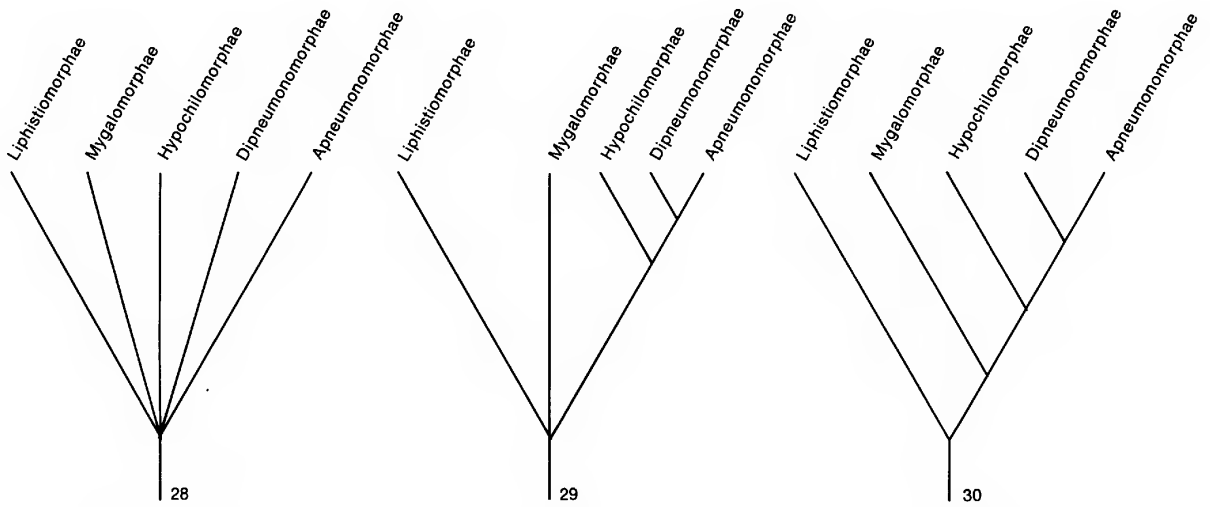 Liphistiomorphae
Mygalomorphae
Hypochilomorphae
Dipneumonomorphae
Apneumonomorphae
Liphistiomorphae
Mygalomorphae
Hypochilomorphae
Dipneumonomorphae
Apneumonomorphae
Liphistiomorphae
Mygalomorphae
Hypochilomorphae
Dipneumonomorphae
Apneumonomorphae
28
29
30